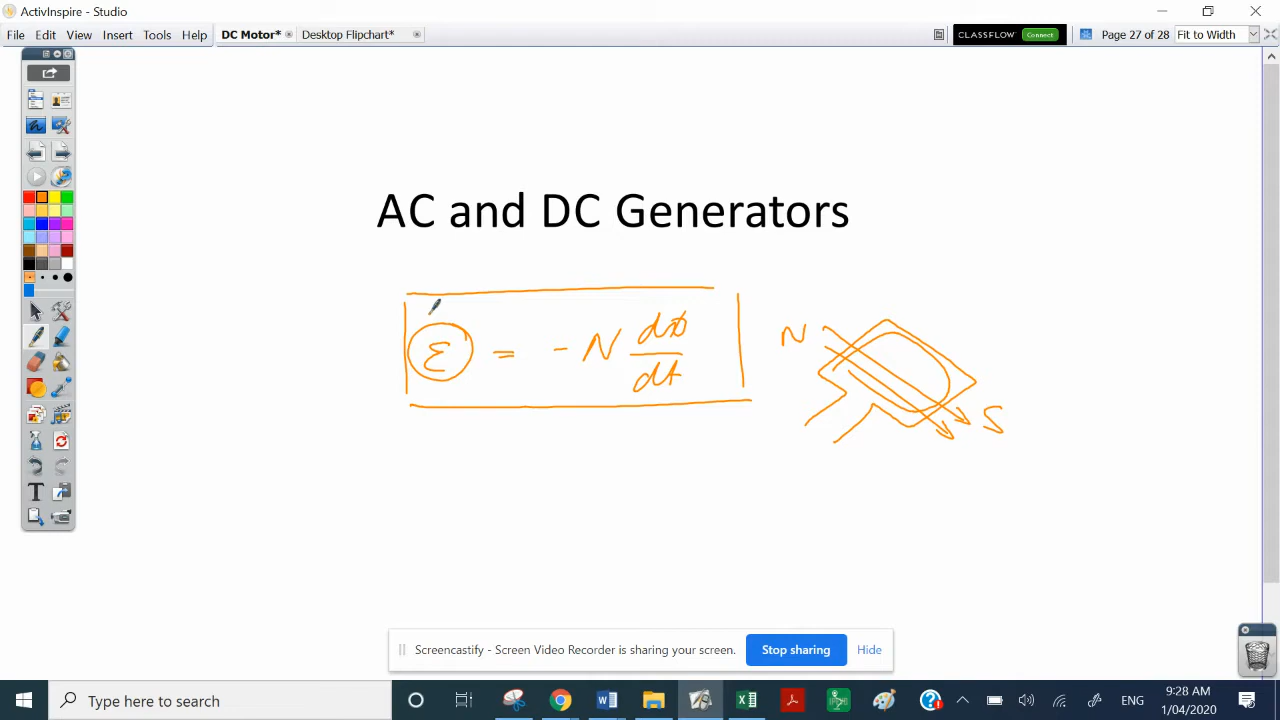 ActivInspire - Studio
File Edit View Insert Tools Help DC Motor* Desktop Flipchart* CLASSFLOW Connect Page 27 of 28 Fit to Width
AC and DC Generators
ε = - N dΦ/dt
N
S
Screencastify - Screen Video Recorder is sharing your screen. Stop sharing Hide
Type here to search
ENG
9:28 AM
1/04/2020